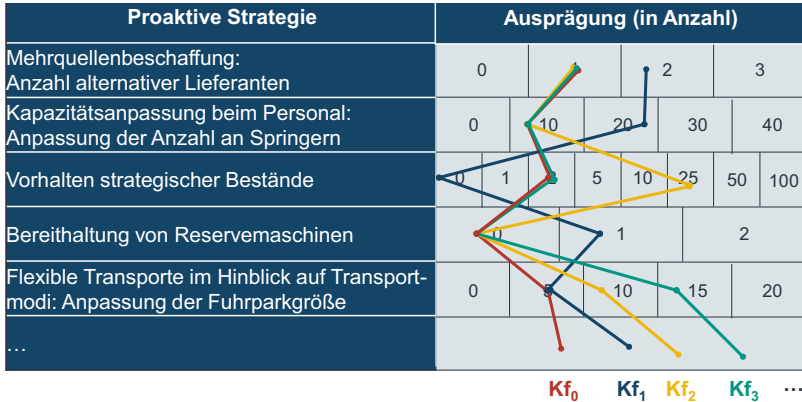 Proaktive Strategie Ausprägung (in Anzahl)
Mehrquellenbeschaffung:
Anzahl alternativer Lieferanten
0 1 2 3
Kapazitätsanpassung beim Personal:
Anpassung der Anzahl an Springern
0 10 20 30 40
Vorhalten strategischer Bestände
0 1 2 5 10 25 50 100
Bereithaltung von Reservemaschinen
0 1 2
Flexible Transporte im Hinblick auf Transport-
modi: Anpassung der Fuhrparkgröße
0 5 10 15 20
...
Kf0 Kf1 Kf2 Kf3 ...